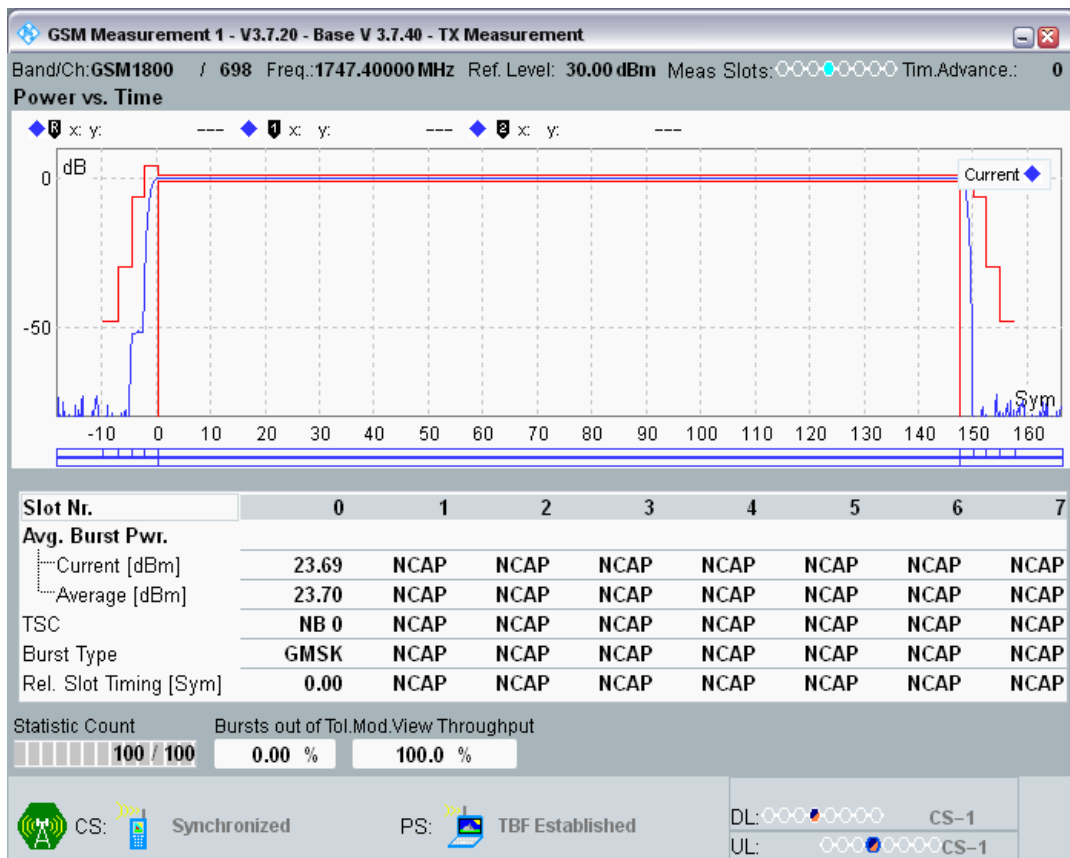 GSM Measurement 1 - V3.7.20 - Base V 3.7.40 - TX Measurement
Band/Ch:GSM1800 / 698 Freq.:1747.40000 MHz Ref. Level: 30.00 dBm Meas Slots: Tim.Advance.: 0
Power vs. Time
R x: y: --- 1 x: y: --- 2 x: y: ---
dB
Current
0
-50
Sym
-10 0 10 20 30 40 50 60 70 80 90 100 110 120 130 140 150 160
Slot Nr. 0 1 2 3 4 5 6 7
Avg. Burst Pwr.
Current [dBm] 23.69 NCAP NCAP NCAP NCAP NCAP NCAP NCAP
Average [dBm] 23.70 NCAP NCAP NCAP NCAP NCAP NCAP NCAP
TSC NB 0 NCAP NCAP NCAP NCAP NCAP NCAP NCAP
Burst Type GMSK NCAP NCAP NCAP NCAP NCAP NCAP NCAP
Rel. Slot Timing [Sym] 0.00 NCAP NCAP NCAP NCAP NCAP NCAP NCAP
Statistic Count Bursts out of Tol.Mod.View Throughput
100 / 100 0.00 % 100.0 %
CS: Synchronized PS: TBF Established
DL: CS-1
UL: CS-1